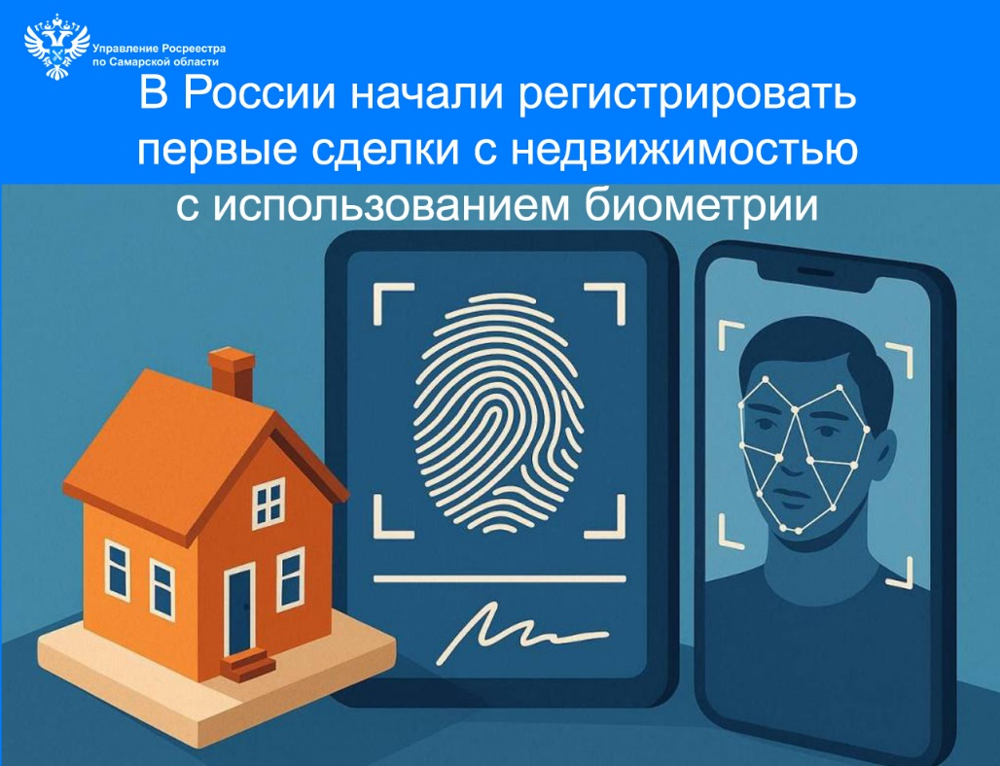 Управление Росреестра
по Самарской области
В России начали регистрировать
первые сделки с недвижимостью
с использованием биометрии